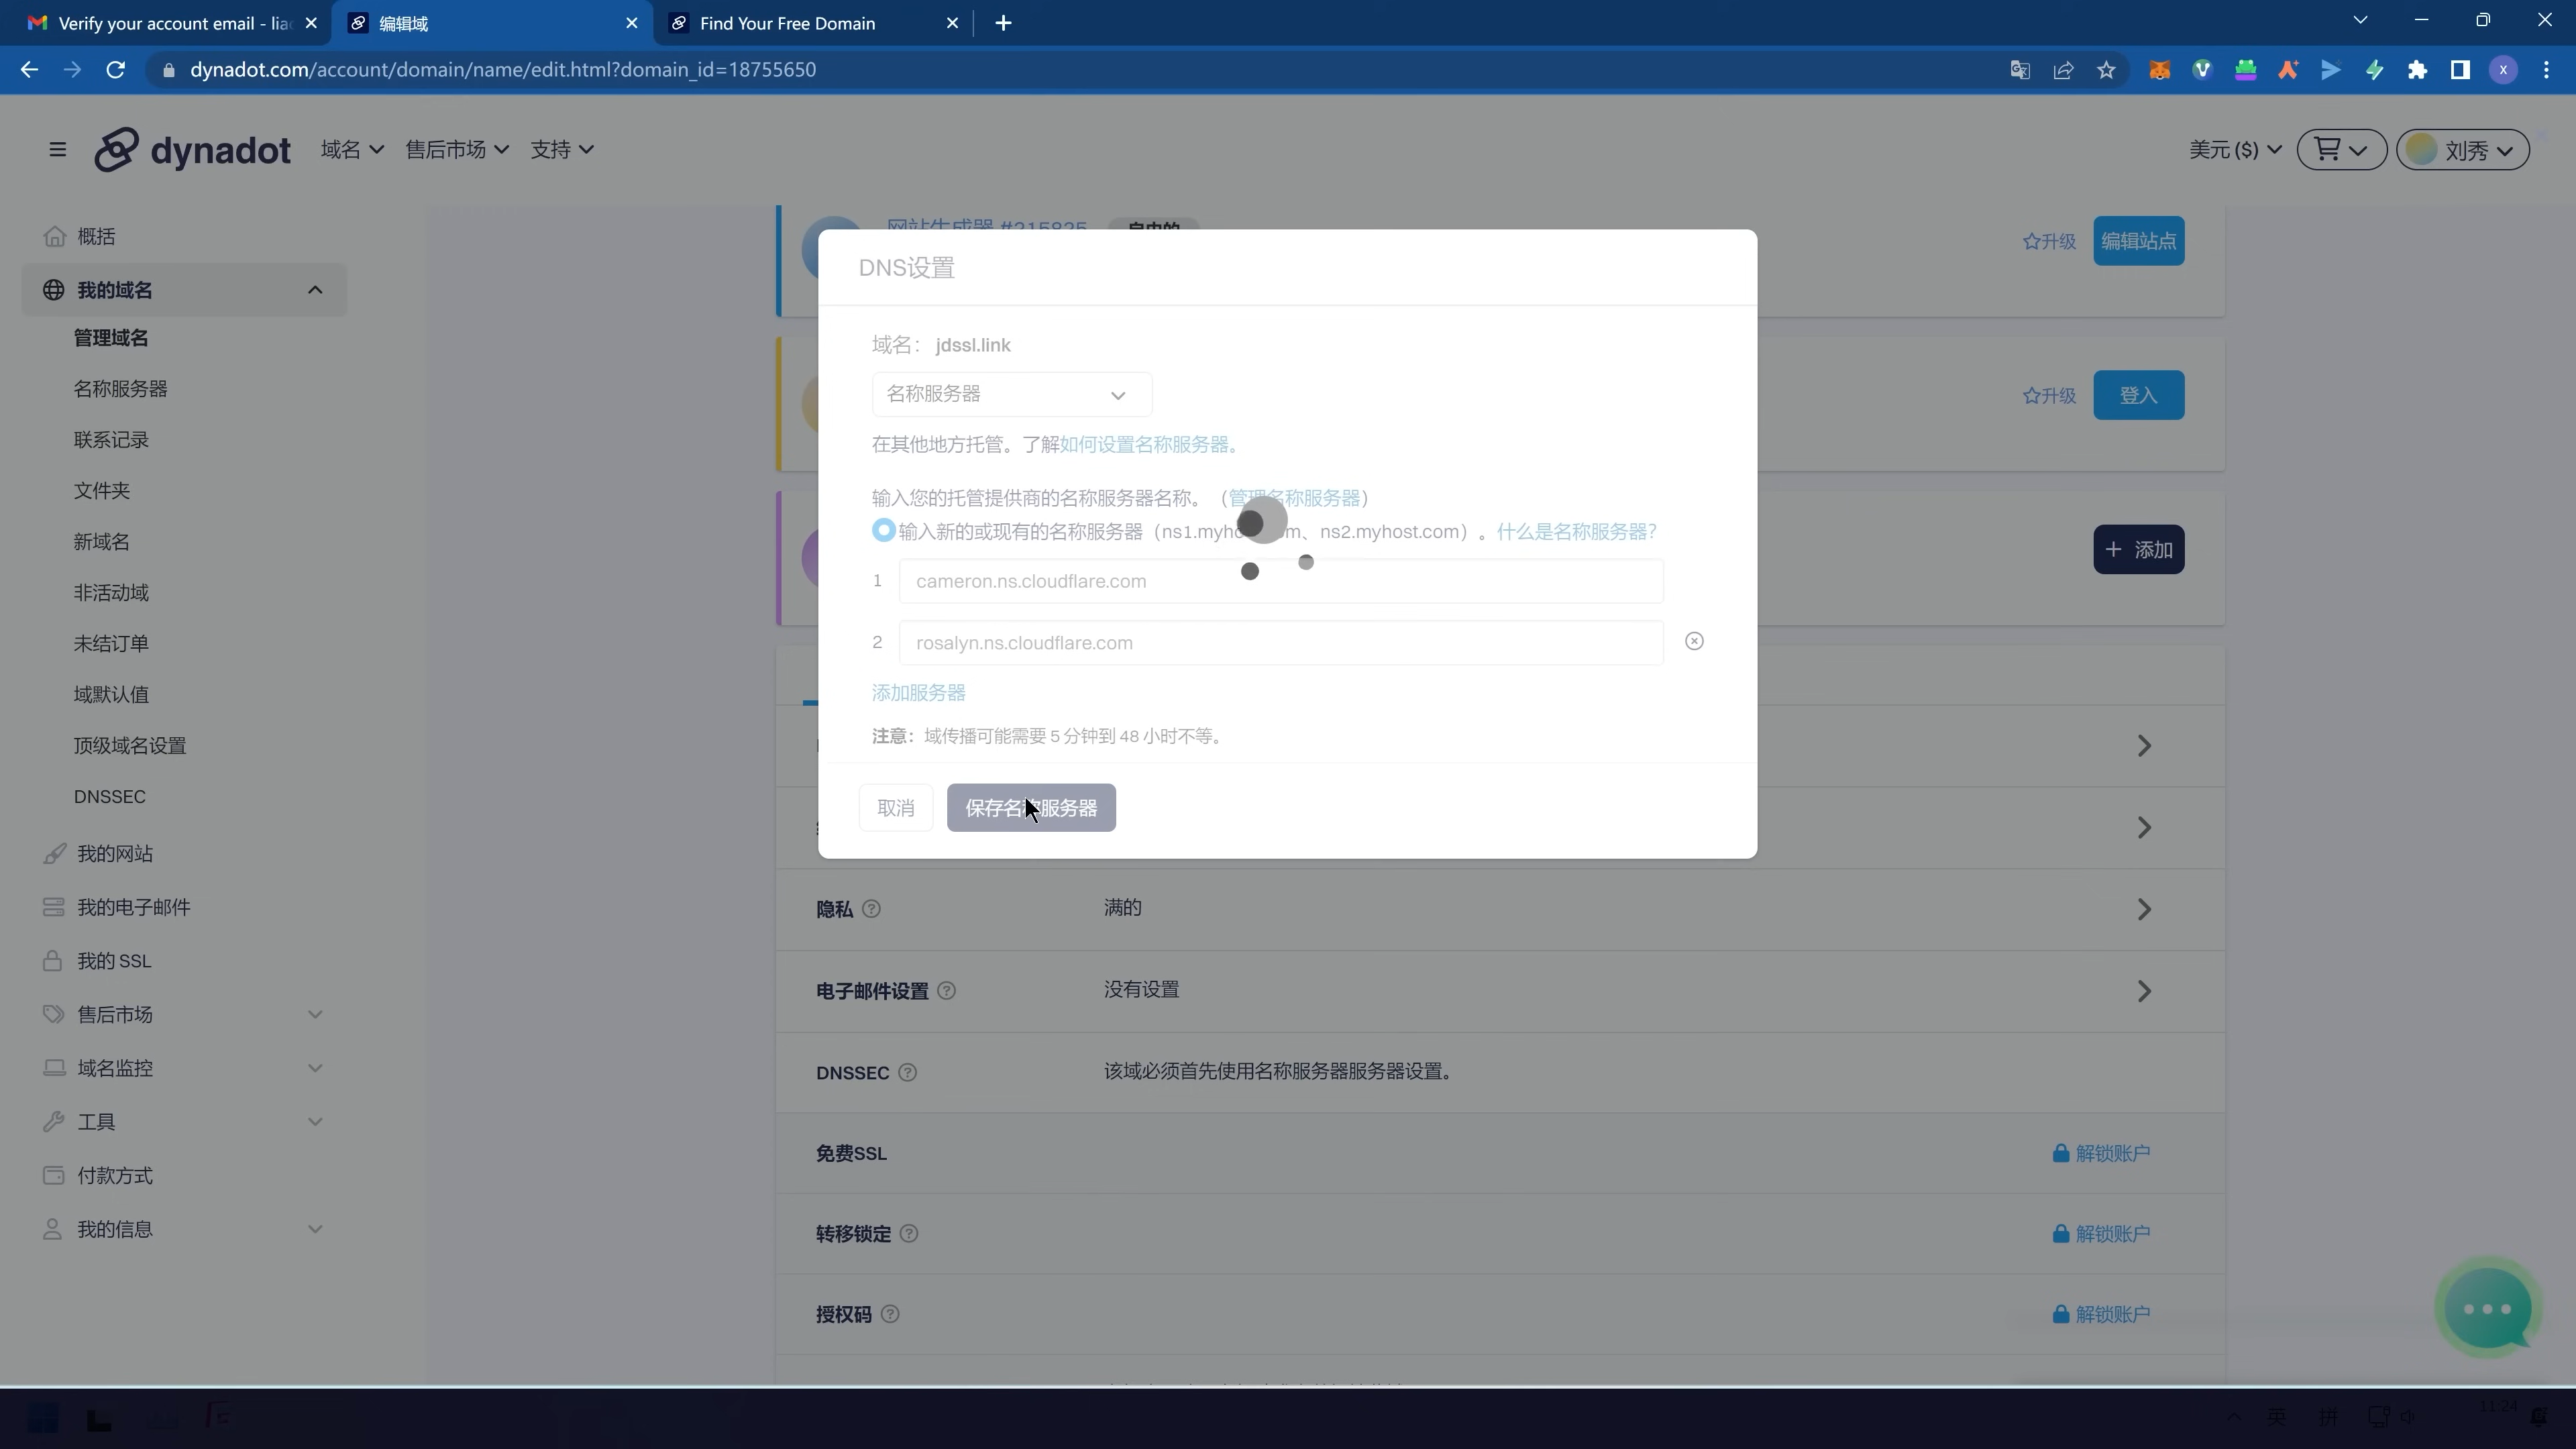 Verify your account email - liac
编辑域
Find Your Free Domain
dynadot.com/account/domain/name/edit.html?domain_id=18755650
X
dynadot
域名
售后市场
支持
美元 ($)
刘秀
概括
我的域名
管理域名
名称服务器
联系记录
文件夹
新域名
非活动域
未结订单
域默认值
顶级域名设置
DNSSEC
我的网站
我的电子邮件
我的 SSL
售后市场
域名监控
工具
付款方式
我的信息
网站生成器 #215825
自由的
升级
编辑站点
升级
登入
+ 添加
DNS设置
域名： jdssl.link
名称服务器
在其他地方托管。了解如何设置名称服务器。
输入您的托管提供商的名称服务器名称。（管理名称服务器）
输入新的或现有的名称服务器（ns1.myho m、ns2.myhost.com）。什么是名称服务器？
1 cameron.ns.cloudflare.com
2 rosalyn.ns.cloudflare.com
添加服务器
注意：域传播可能需要 5 分钟到 48 小时不等。
取消
保存名称服务器
隐私 ?
满的
电子邮件设置 ?
没有设置
DNSSEC ?
该域必须首先使用名称服务器服务器设置。
免费SSL
解锁账户
转移锁定 ?
解锁账户
授权码 ?
解锁账户
英
拼
11:24